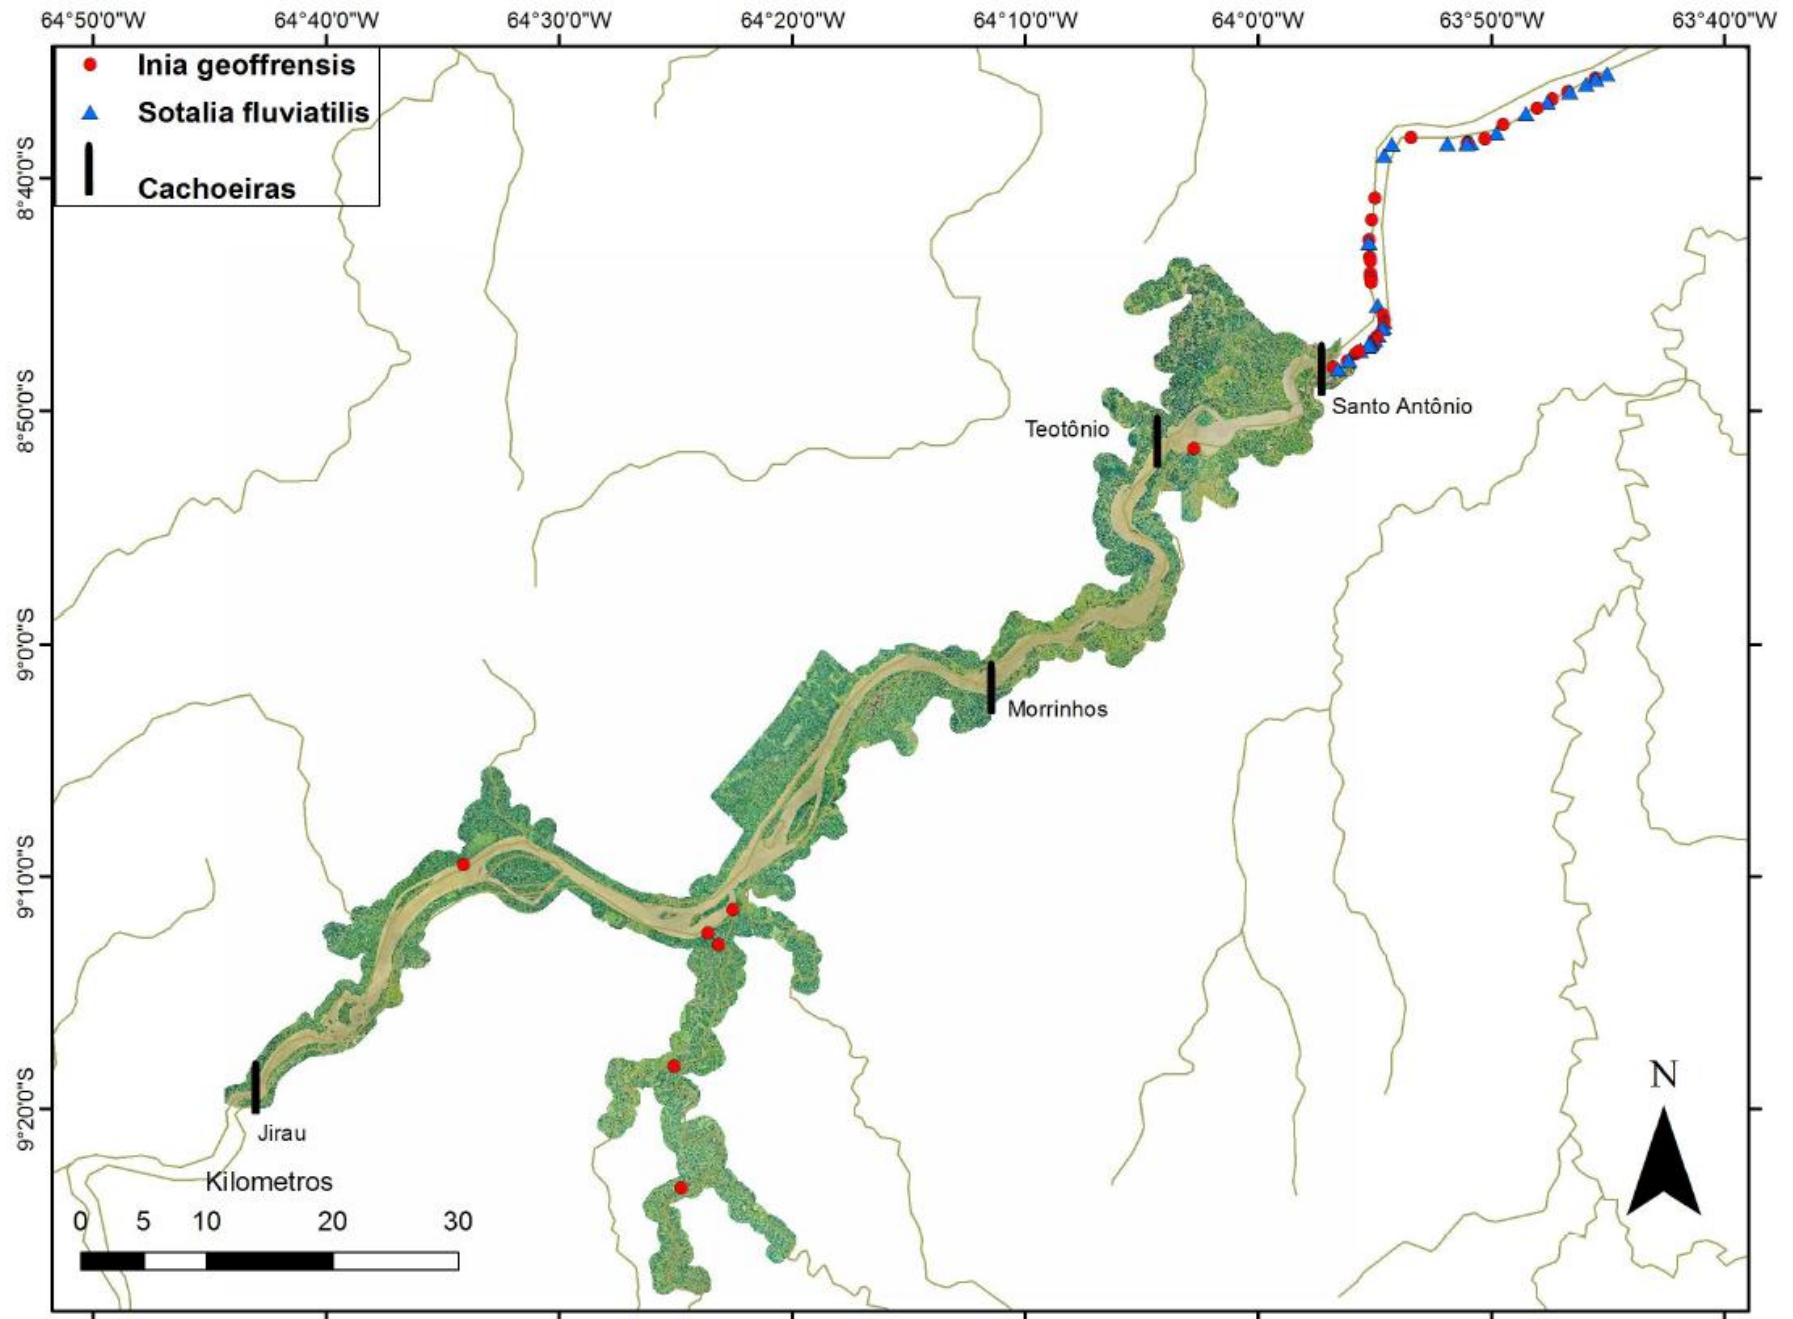 64°50'0"W 64°40'0"W 64°30'0"W 64°20'0"W 64°10'0"W 64°0'0"W 63°50'0"W 63°40'0"W
Inia geoffrensis
Sotalia fluviatilis
Cachoeiras
8°40'0"S
8°50'0"S
9°0'0"S
9°10'0"S
9°20'0"S
Santo Antônio
Teotônio
Morrinhos
Jirau
N
Kilometros
0 5 10 20 30